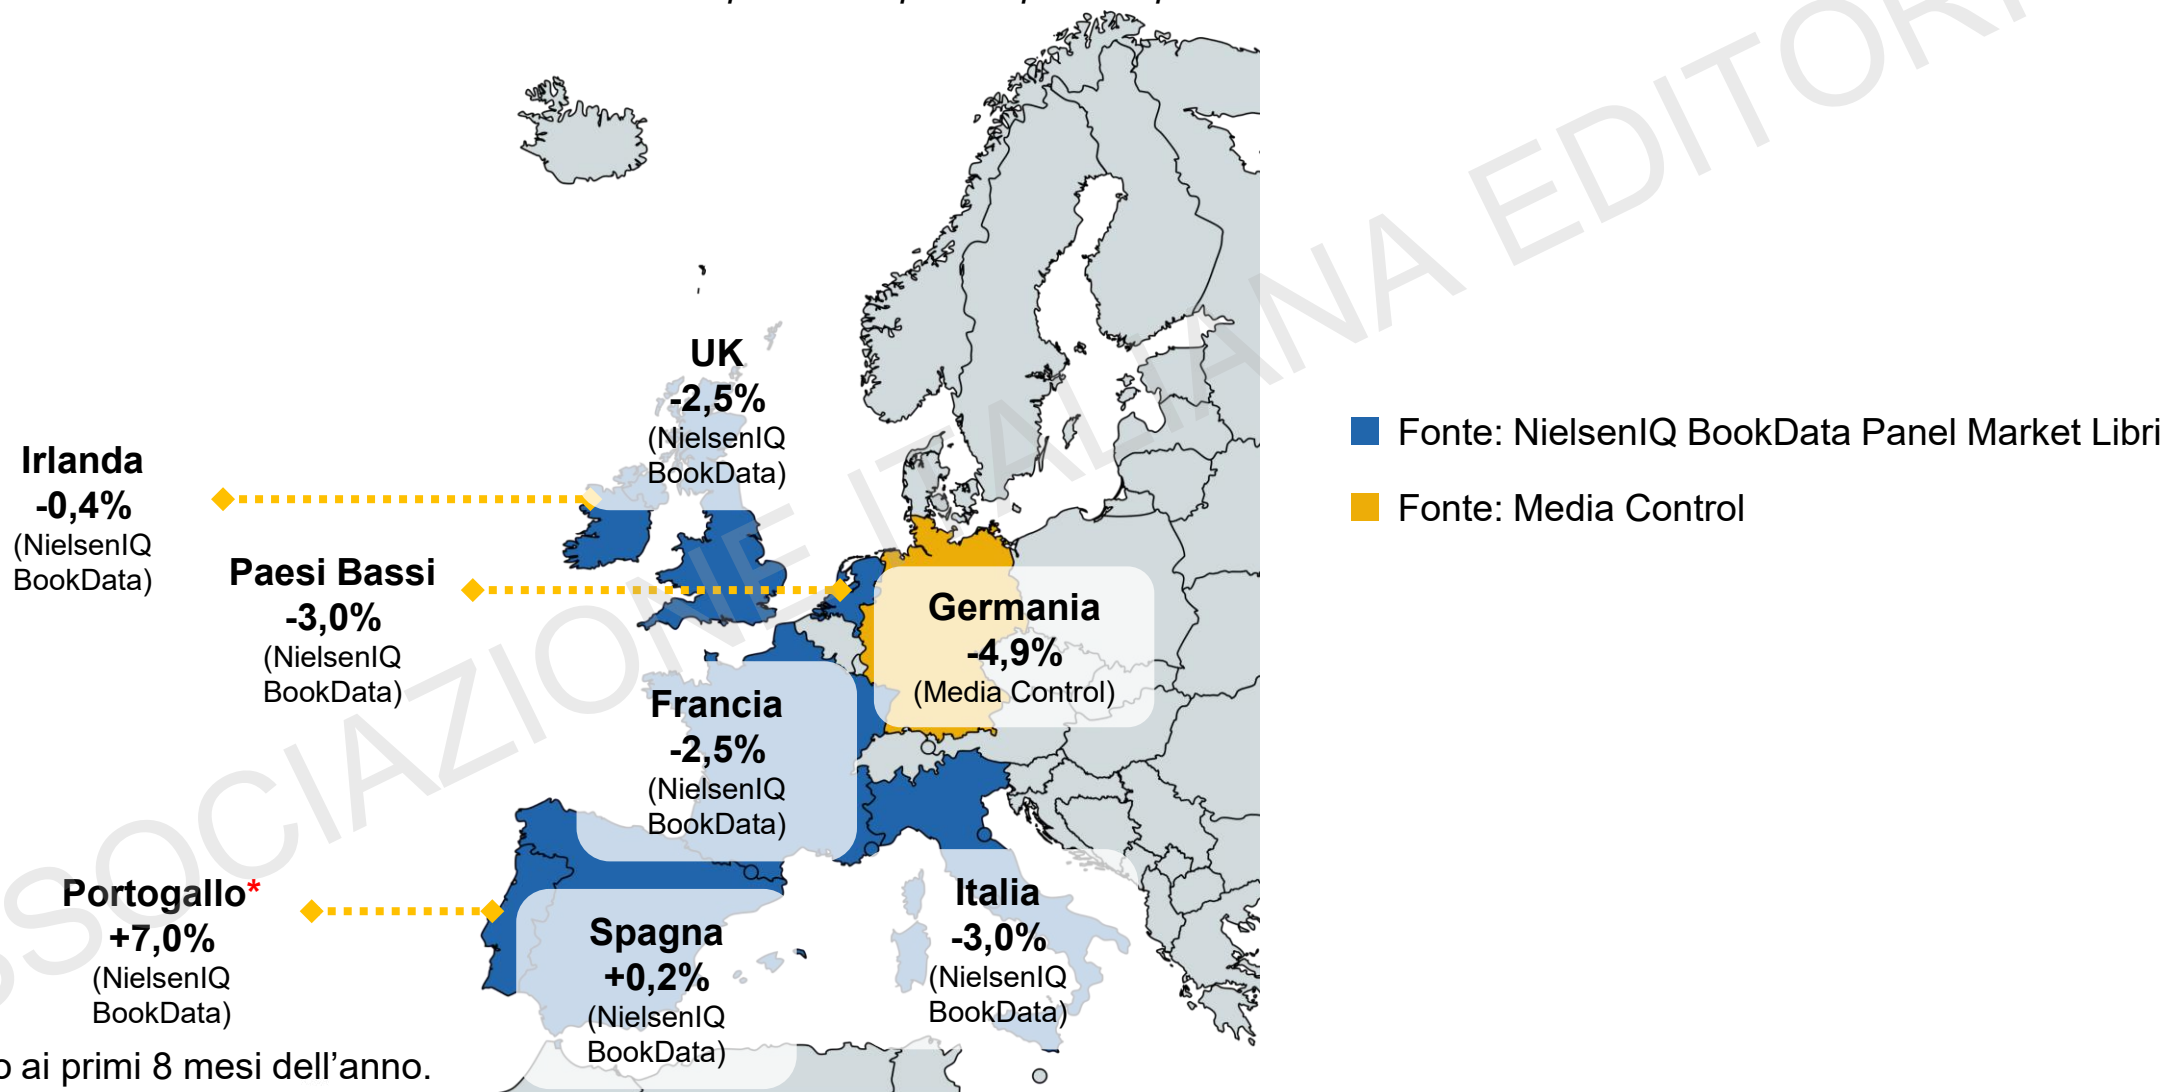 UK
-2,5%
(NielsenIQ
BookData)
Irlanda
-0,4%
(NielsenIQ
BookData)
Paesi Bassi
-3,0%
(NielsenIQ
BookData)
Germania
-4,9%
(Media Control)
Francia
-2,5%
(NielsenIQ
BookData)
Portogallo*
+7,0%
(NielsenIQ
BookData)
Spagna
+0,2%
(NielsenIQ
BookData)
Italia
-3,0%
(NielsenIQ
BookData)
Fonte: NielsenIQ BookData Panel Market Libri
Fonte: Media Control
ai primi 8 mesi dell’anno.
ITALIANA